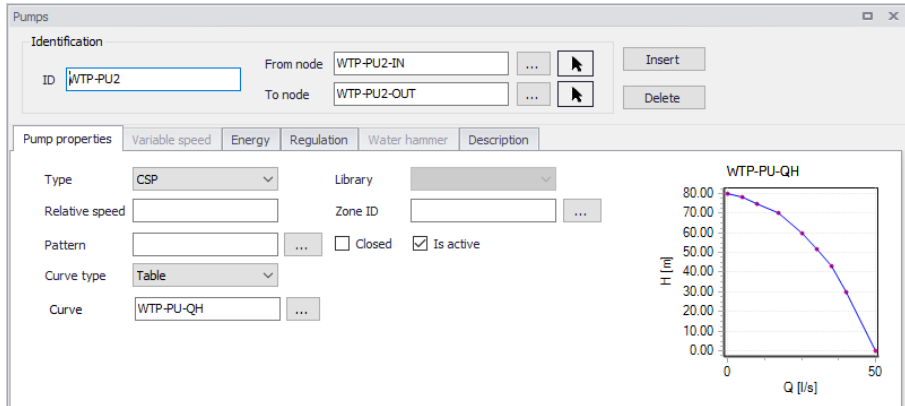 Pumps
Identification
ID WTP-PU2
From node WTP-PU2-IN ... Insert
To node WTP-PU2-OUT ... Delete
Pump properties Variable speed Energy Regulation Water hammer Description
Type CSP Library
Relative speed Zone ID ...
Pattern ... Closed Is active
Curve type Table
Curve WTP-PU-QH ...
WTP-PU-QH
80.00
70.00
60.00
50.00
40.00
30.00
20.00
10.00
0.00
H [m]
0 50
Q [l/s]